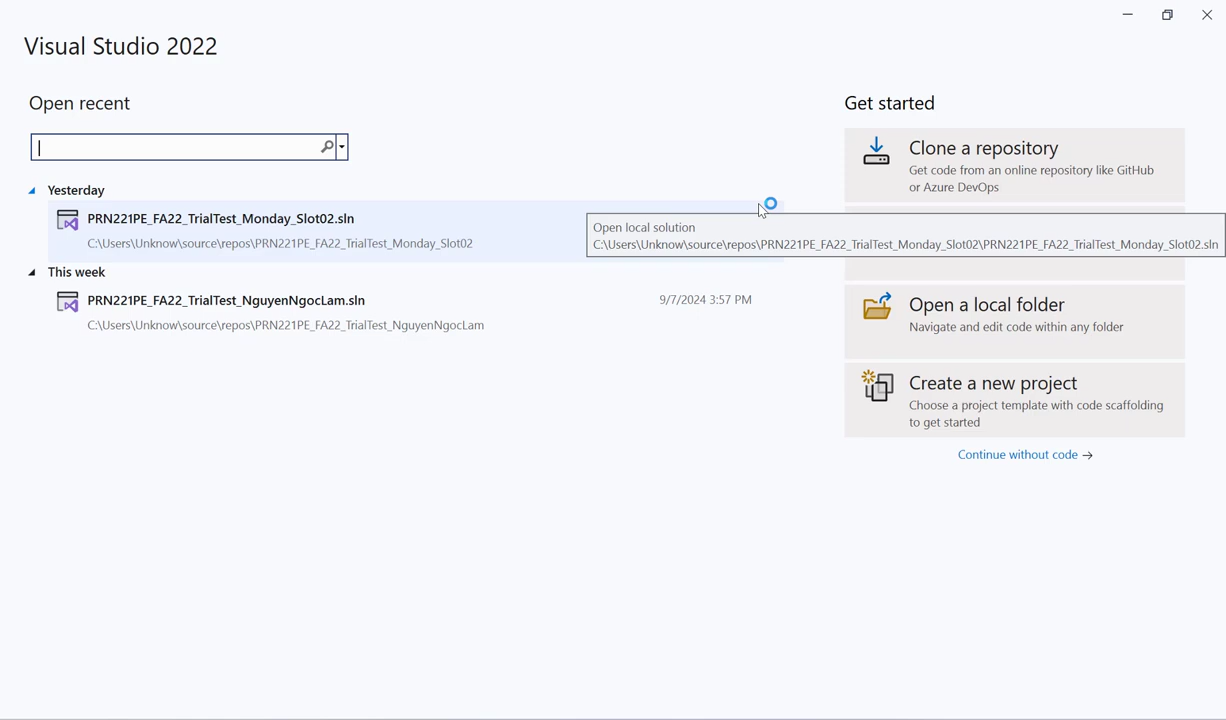 Visual Studio 2022
Open recent
Get started
Clone a repository
Get code from an online repository like GitHub
or Azure DevOps
Yesterday
PRN221PE_FA22_TrialTest_Monday_Slot02.sln
C:\Users\Unknow\source\repos\PRN221PE_FA22_TrialTest_Monday_Slot02
Open local solution
C:\Users\Unknow\source\repos\PRN221PE_FA22_TrialTest_Monday_Slot02\PRN221PE_FA22_TrialTest_Monday_Slot02.sln
This week
PRN221PE_FA22_TrialTest_NguyenNgocLam.sln
9/7/2024 3:57 PM
C:\Users\Unknow\source\repos\PRN221PE_FA22_TrialTest_NguyenNgocLam
Open a local folder
Navigate and edit code within any folder
Create a new project
Choose a project template with code scaffolding
to get started
Continue without code →